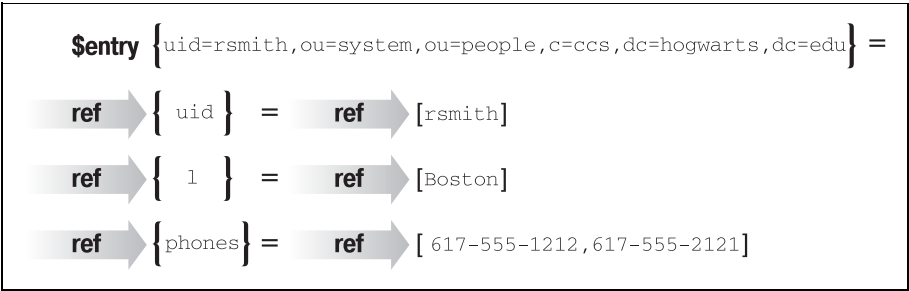 $entry {uid=rsmith,ou=system,ou=people,c=ccs,dc=hogwarts,dc=edu} =
ref { uid } = ref [rsmith]
ref { l } = ref [Boston]
ref {phones} = ref [ 617-555-1212,617-555-2121]